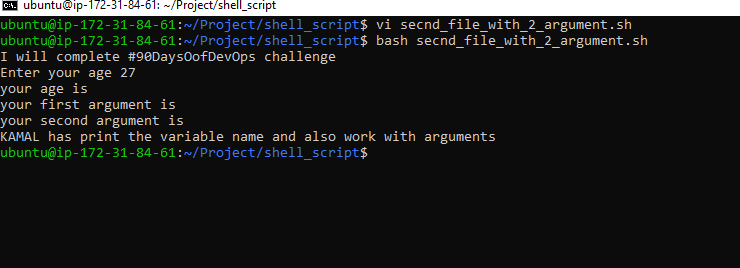 ubuntu@ip-172-31-84-61: ~/Project/shell_script
ubuntu@ip-172-31-84-61:~/Project/shell_script$ vi secnd_file_with_2_argument.sh
ubuntu@ip-172-31-84-61:~/Project/shell_script$ bash secnd_file_with_2_argument.sh
I will complete #90DaysOofDevOps challenge
Enter your age 27
your age is
your first argument is
your second argument is
KAMAL has print the variable name and also work with arguments
ubuntu@ip-172-31-84-61:~/Project/shell_script$